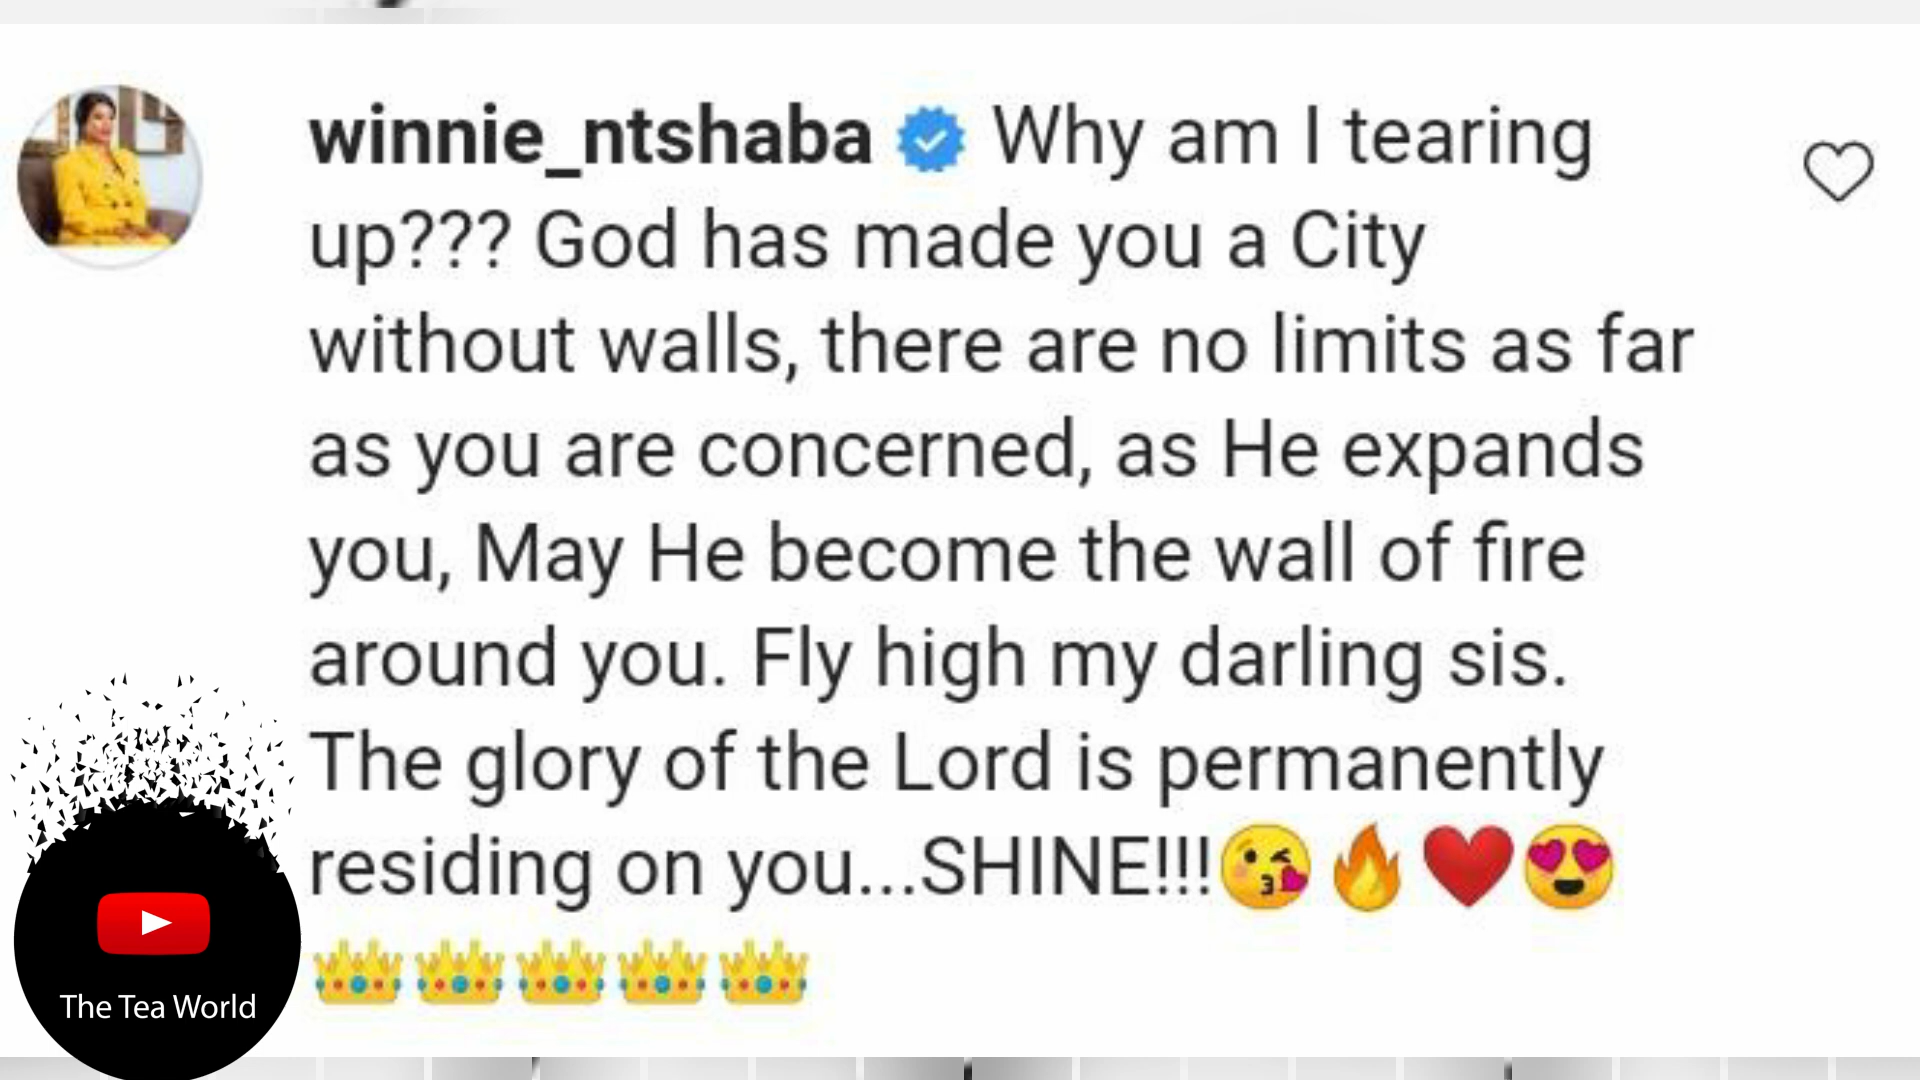 winnie_ntshaba Why am I tearing
up??? God has made you a City
without walls, there are no limits as far
as you are concerned, as He expands
you, May He become the wall of fire
around you. Fly high my darling sis.
The glory of the Lord is permanently
residing on you...SHINE!!!😘🔥❤️😍
👑👑👑👑👑
The Tea World